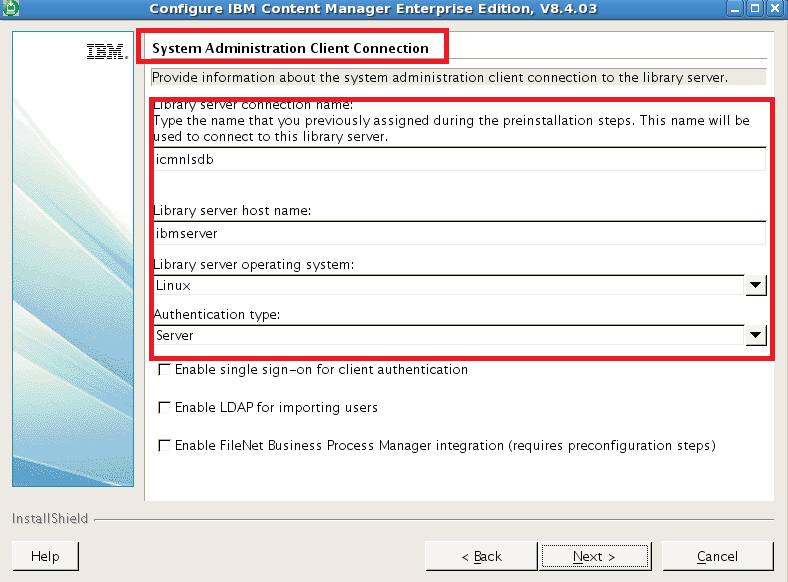 Configure IBM Content Manager Enterprise Edition, V8.4.03
IBM.
System Administration Client Connection
Provide information about the system administration client connection to the library server.
Library server connection name:
Type the name that you previously assigned during the preinstallation steps. This name will be
used to connect to this library server.
icmnlsdb
Library server host name:
ibmserver
Library server operating system:
Linux
Authentication type:
Server
Enable single sign-on for client authentication
Enable LDAP for importing users
Enable FileNet Business Process Manager integration (requires preconfiguration steps)
InstallShield
Help
< Back
Next >
Cancel